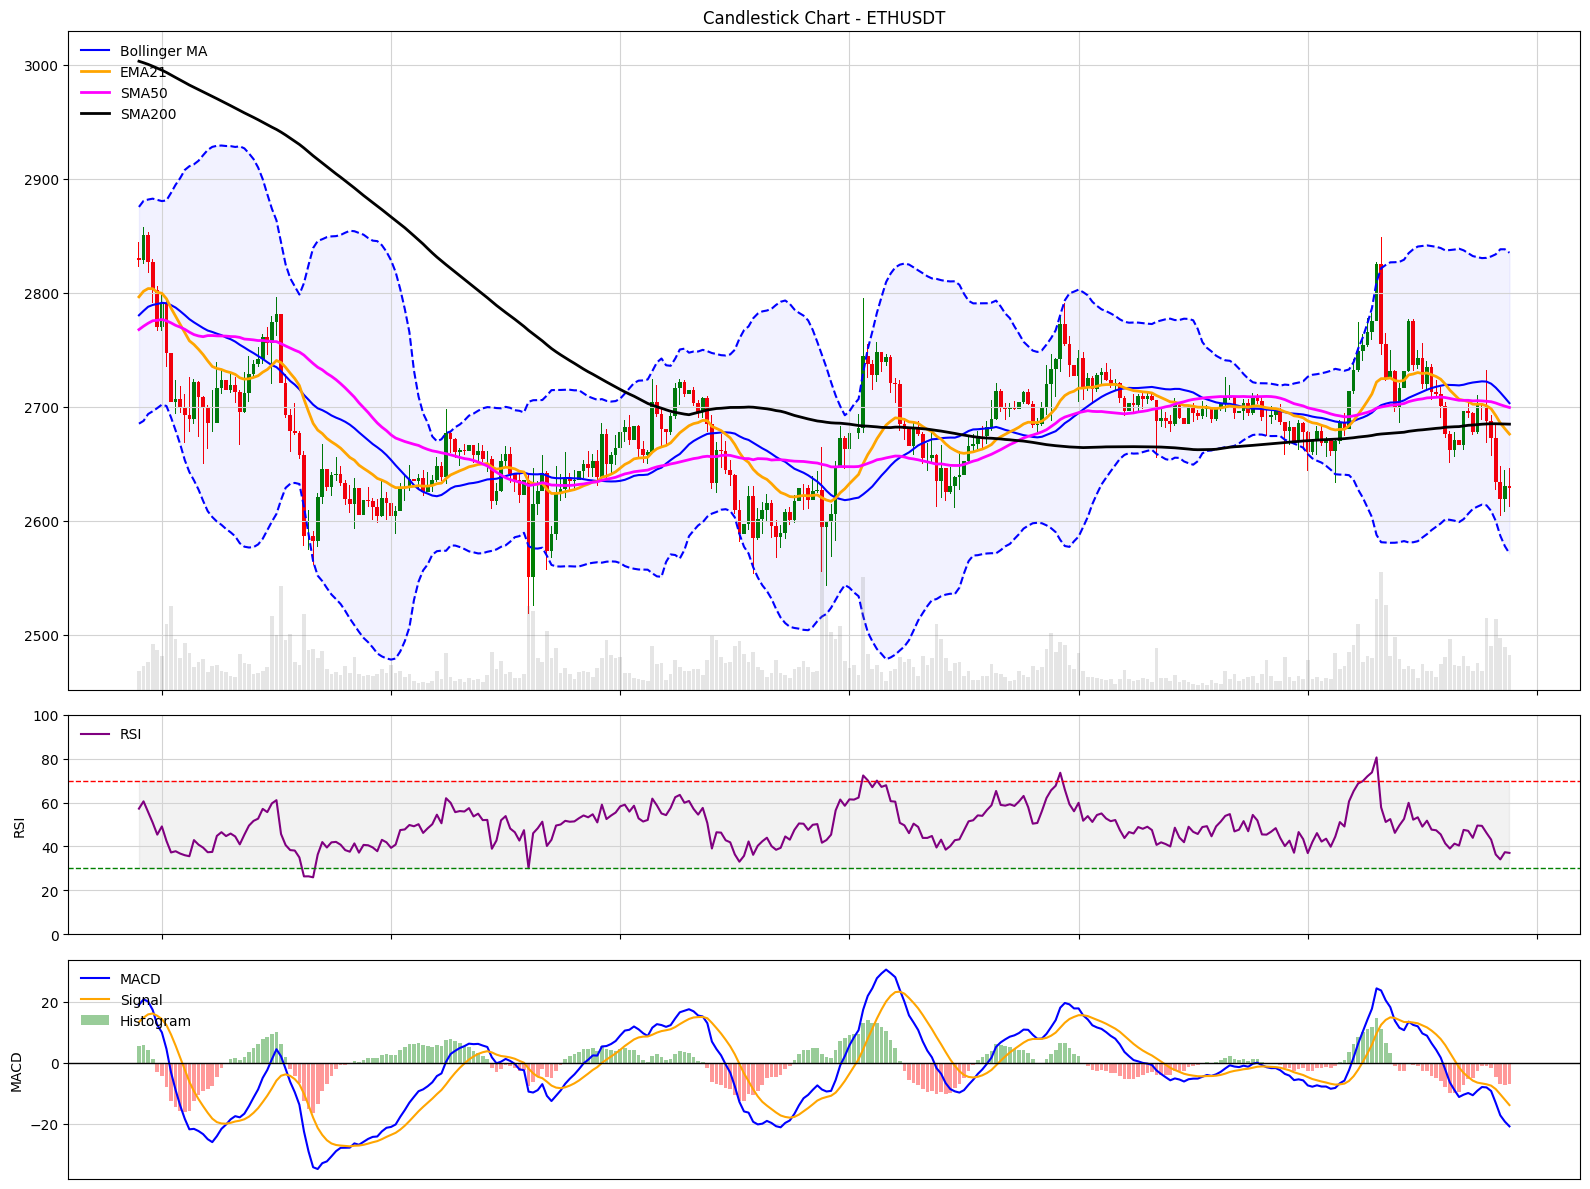 Candlestick Chart - ETHUSDT
Bollinger MA
EMA21
SMA50
SMA200
3000
2900
2800
2700
2600
2500
RSI
100
80
60
40
20
0
RSI
MACD
Signal
Histogram
20
0
−20
MACD